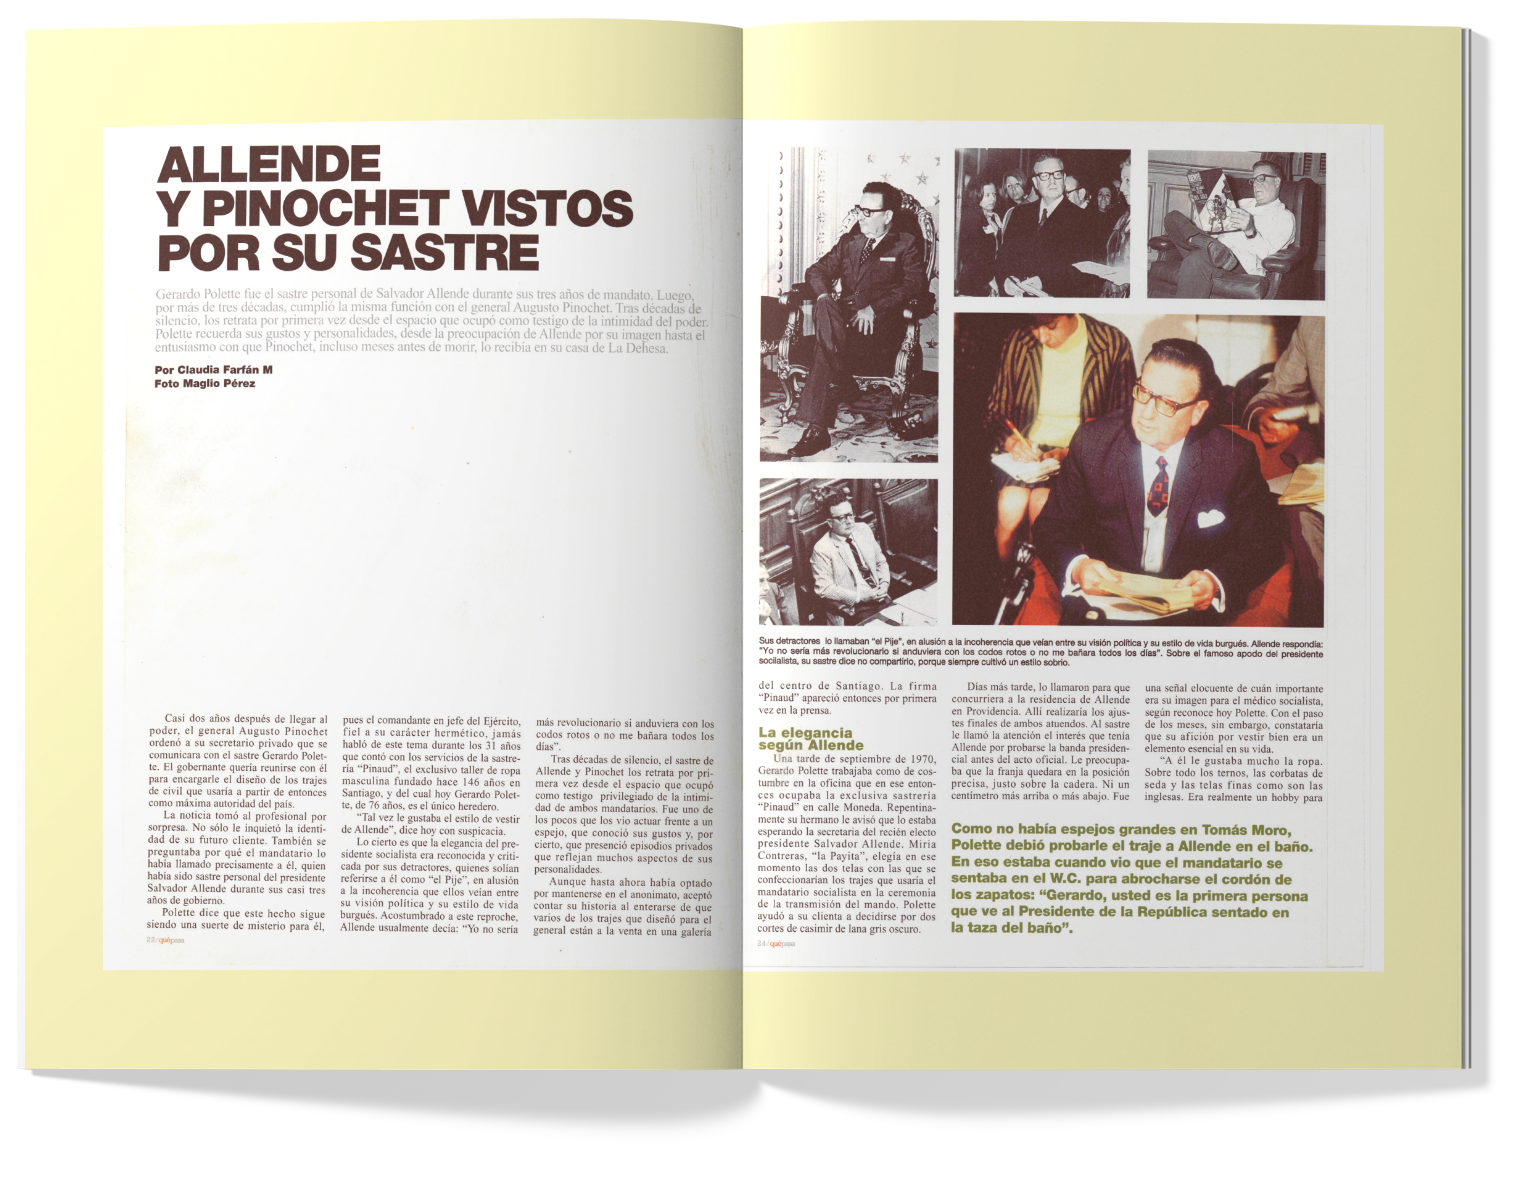 ALLENDE
Y PINOCHET VISTOS
POR SU SASTRE
Gerardo Polette fue el sastre personal de Salvador Allende durante sus tres años de mandato. Luego,
por más de tres décadas, cumplió la misma función con el general Augusto Pinochet. Tras décadas de
silencio, los retrata por primera vez desde el espacio que ocupó como testigo de la intimidad del poder.
Polette recuerda sus gustos y personalidades, desde la preocupación de Allende por su imagen hasta el
entusiasmo con que Pinochet, incluso meses antes de morir, lo recibía en su casa de La Dehesa.
Por Claudia Farfán M
Foto Maglio Pérez
Casi dos años después de llegar al
poder, el general Augusto Pinochet
ordenó a su secretario privado que se
comunicara con el sastre Gerardo Polet-
te. El gobernante quería reunirse con él
para encargarle el diseño de los trajes
de civil que usaría a partir de entonces
como máxima autoridad del país.
La noticia tomó al profesional por
sorpresa. No sólo le inquietó la identi-
dad de su futuro cliente. También se
preguntaba por qué el mandatario lo
había llamado precisamente a él, quien
había sido sastre personal del presidente
Salvador Allende durante sus casi tres
años de gobierno.
Polette dice que este hecho sigue
siendo una suerte de misterio para él,
pues el comandante en jefe del Ejército,
fiel a su carácter hermético, jamás
habló de este tema durante los 31 años
que contó con los servicios de la sastre-
ría “Pinaud”, el exclusivo taller de ropa
masculina fundado hace 146 años en
Santiago, y del cual hoy Gerardo Polet-
te, de 76 años, es el único heredero.
“Tal vez le gustaba el estilo de vestir
de Allende”, dice hoy con suspicacia.
Lo cierto es que la elegancia del pre-
sidente socialista era reconocida y criti-
cada por sus detractores, quienes solían
referirse a él como “el Pije”, en alusión
a la incoherencia que ellos veían entre
su visión política y su estilo de vida
burgués. Acostumbrado a este reproche,
Allende usualmente decía: “Yo no sería
más revolucionario si anduviera con los
codos rotos o no me bañara todos los
días”.
Tras décadas de silencio, el sastre de
Allende y Pinochet los retrata por pri-
mera vez desde el espacio que ocupó
como testigo privilegiado de la intimi-
dad de ambos mandatarios. Fue uno de
los pocos que los vio actuar frente a un
espejo, que conoció sus gustos y, por
cierto, que presenció episodios privados
que reflejan muchos aspectos de sus
personalidades.
Aunque hasta ahora había optado
por mantenerse en el anonimato, aceptó
contar su historia al enterarse de que
varios de los trajes que diseñó para el
general están a la venta en una galería
23/quépasa
Sus detractores lo llamaban “el Pije”, en alusión a la incoherencia que veían entre su visión política y su estilo de vida burgués. Allende respondía:
“Yo no sería más revolucionario si anduviera con los codos rotos o no me bañara todos los días”. Sobre el famoso apodo del presidente
socilalista, su sastre dice no compartirlo, porque siempre cultivó un estilo sobrio.
del centro de Santiago. La firma
“Pinaud” apareció entonces por primera
vez en la prensa.
La elegancia
según Allende
Una tarde de septiembre de 1970,
Gerardo Polette trabajaba como de cos-
tumbre en la oficina que en ese enton-
ces ocupaba la exclusiva sastrería
“Pinaud” en calle Moneda. Repentina-
mente su hermano le avisó que lo estaba
esperando la secretaria del recién electo
presidente Salvador Allende. Miria
Contreras, “la Payita”, elegía en ese
momento las dos telas con las que se
confeccionarían los trajes que usaría el
mandatario socialista en la ceremonia
de la transmisión del mando. Polette
ayudó a su clienta a decidirse por dos
cortes de casimir de lana gris oscuro.
Días más tarde, lo llamaron para que
concurriera a la residencia de Allende
en Providencia. Allí realizaría los ajus-
tes finales de ambos atuendos. Al sastre
le llamó la atención el interés que tenía
Allende por probarse la banda presiden-
cial antes del acto oficial. Le preocupa-
ba que la franja quedara en la posición
precisa, justo sobre la cadera. Ni un
centímetro más arriba o más abajo. Fue
una señal elocuente de cuán importante
era su imagen para el médico socialista,
según reconoce hoy Polette. Con el paso
de los meses, sin embargo, constataría
que su afición por vestir bien era un
elemento esencial en su vida.
“A él le gustaba mucho la ropa.
Sobre todo los ternos, las corbatas de
seda y las telas finas como son las
inglesas. Era realmente un hobby para
Como no había espejos grandes en Tomás Moro,
Polette debió probarle el traje a Allende en el baño.
En eso estaba cuando vio que el mandatario se
sentaba en el W.C. para abrocharse el cordón de
los zapatos: “Gerardo, usted es la primera persona
que ve al Presidente de la República sentado en
la taza del baño”.
24/quépasa